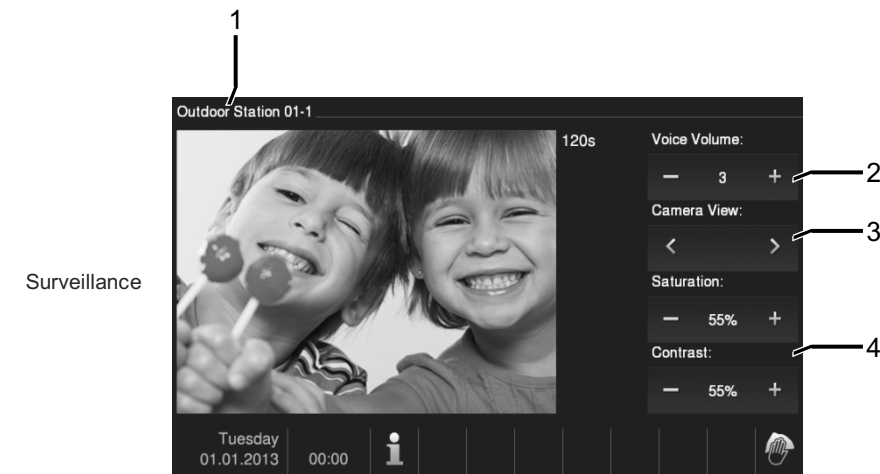 1
Outdoor Station 01-1
120s
Voice Volume:
− 3 +
2
Camera View:
< >
3
Surveillance
Saturation:
− 55% +
Contrast:
4
− 55% +
Tuesday
01.01.2013
00:00
i